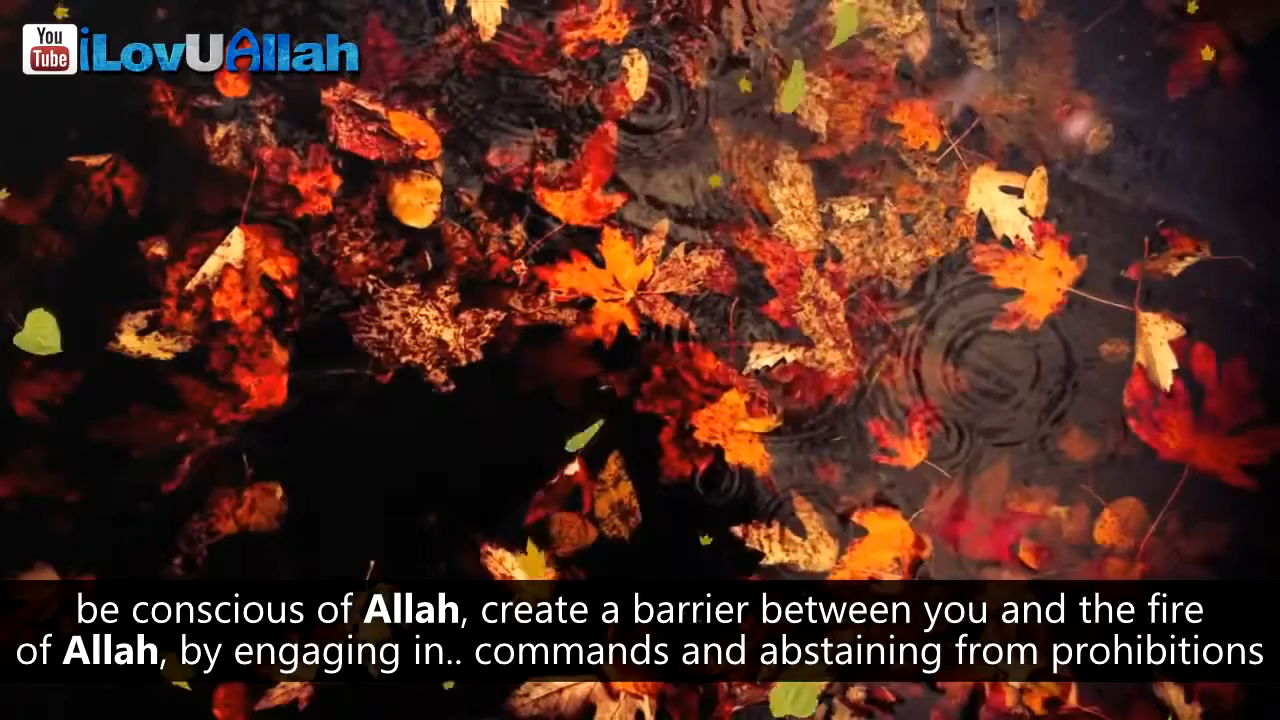 You
Tube
iLovUAllah
be conscious of Allah, create a barrier between you and the fire
of Allah, by engaging in.. commands and abstaining from prohibitions